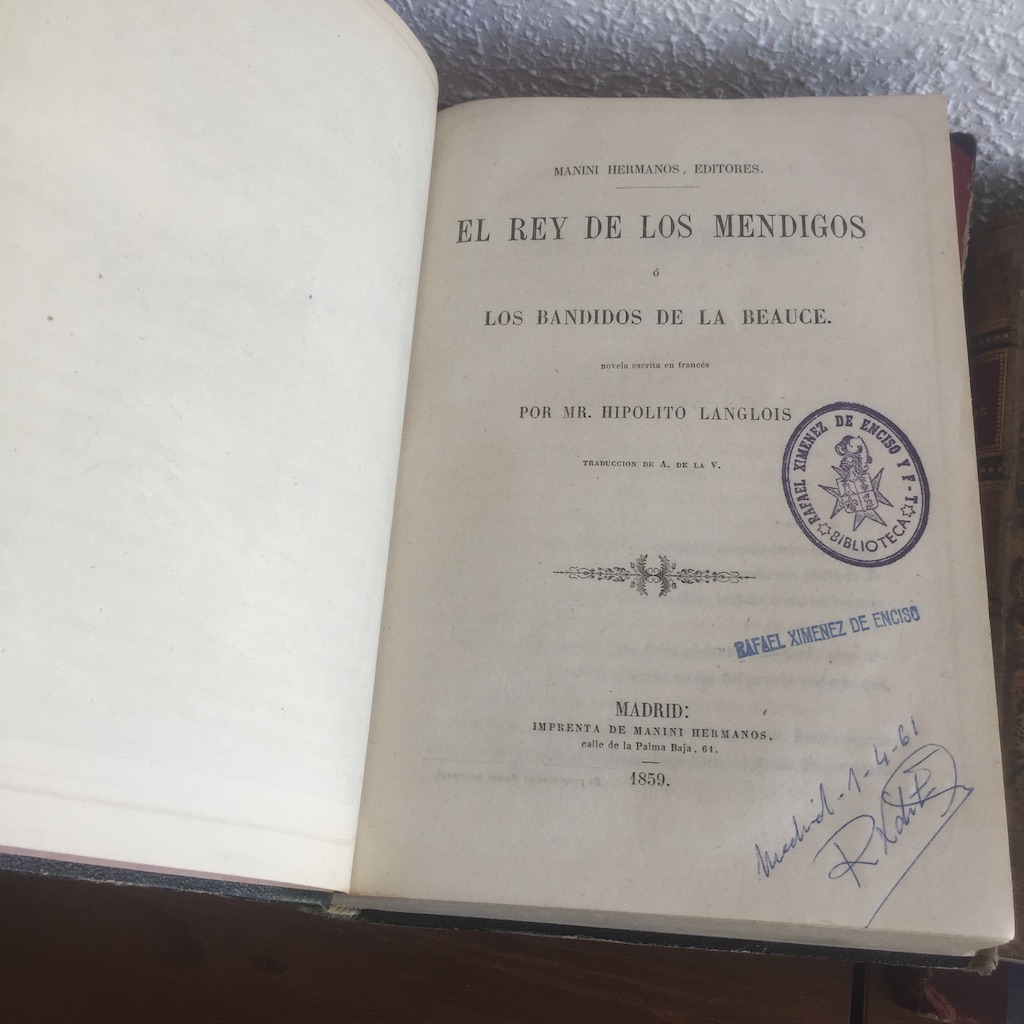 MANINI HERMANOS, EDITORES.
EL REY DE LOS MENDIGOS
ó
LOS BANDIDOS DE LA BEAUCE.
novela escrita en francés
POR MR. HIPOLITO LANGLOIS
TRADUCCION DE A. DE LA V.
RAFAEL XIMENEZ DE ENCISO Y F-T
BIBLIOTECA
RAFAEL XIMENEZ DE ENCISO
MADRID:
IMPRENTA DE MANINI HERMANOS,
calle de la Palma Baja, 61.
1859.
Madrid-1-4-61